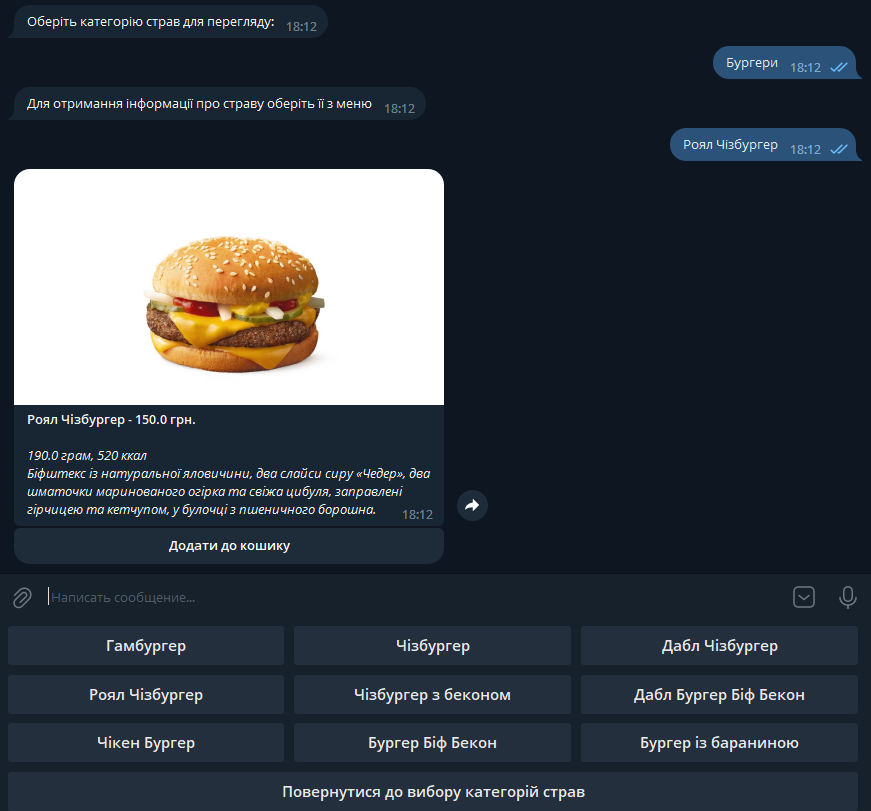 Оберіть категорію страв для перегляду: 18:12
Бургери 18:12
Для отримання інформації про страву оберіть її з меню 18:12
Роял Чізбургер 18:12
Роял Чізбургер - 150.0 грн.
190.0 грам, 520 ккал
Біфштекс із натуральної яловичини, два слайси сиру «Чедер», два
шматочки маринованого огірка та свіжа цибуля, заправлені
гірчицею та кетчупом, у булочці з пшеничного борошна. 18:12
Додати до кошику
Написать сообщение...
Гамбургер
Чізбургер
Дабл Чізбургер
Роял Чізбургер
Чізбургер з беконом
Дабл Бургер Біф Бекон
Чікен Бургер
Бургер Біф Бекон
Бургер із бараниною
Повернутися до вибору категорій страв